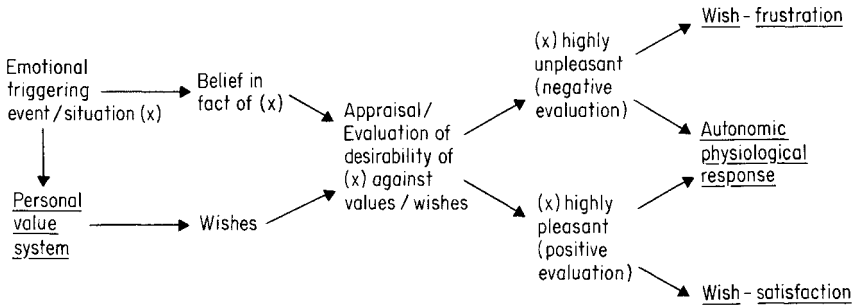 Emotional
triggering
event/situation (x)
Personal
value
system
Belief in
fact of (x)
Wishes
Appraisal/
Evaluation of
desirability of
(x) against
values/wishes
(x) highly
unpleasant
(negative
evaluation)
(x) highly
pleasant
(positive
evaluation)
Wish-frustration
Autonomic
physiological
response
Wish-satisfaction